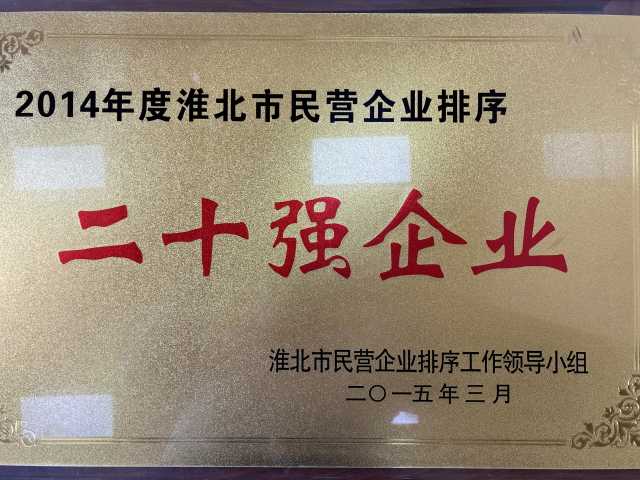 2014年度淮北市民营企业排序
二十强企业
淮北市民营企业排序工作领导小组
二〇一五年三月